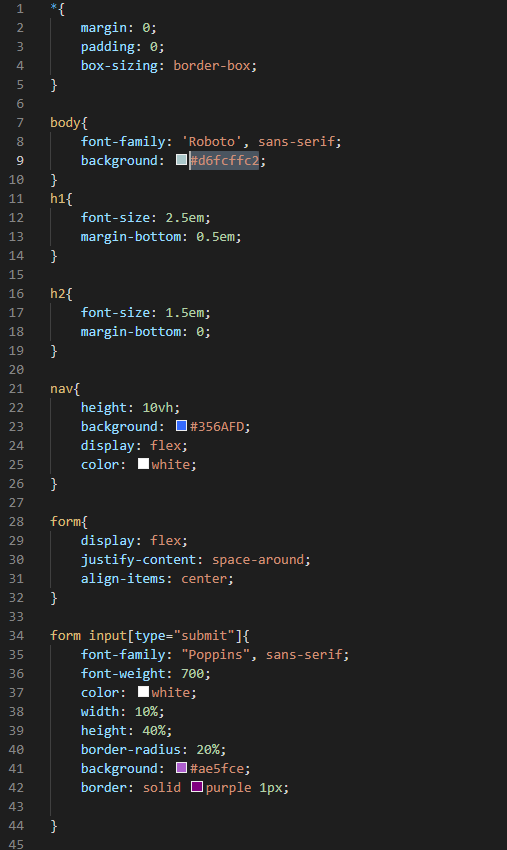 1 *{
2 margin: 0;
3 padding: 0;
4 box-sizing: border-box;
5 }
6
7 body{
8 font-family: 'Roboto', sans-serif;
9 background: #d6fcffc2;
10 }
11 h1{
12 font-size: 2.5em;
13 margin-bottom: 0.5em;
14 }
15
16 h2{
17 font-size: 1.5em;
18 margin-bottom: 0;
19 }
20
21 nav{
22 height: 10vh;
23 background: #356AFD;
24 display: flex;
25 color: white;
26 }
27
28 form{
29 display: flex;
30 justify-content: space-around;
31 align-items: center;
32 }
33
34 form input[type="submit"]{
35 font-family: "Poppins", sans-serif;
36 font-weight: 700;
37 color: white;
38 width: 10%;
39 height: 40%;
40 border-radius: 20%;
41 background: #ae5fce;
42 border: solid purple 1px;
43
44 }
45